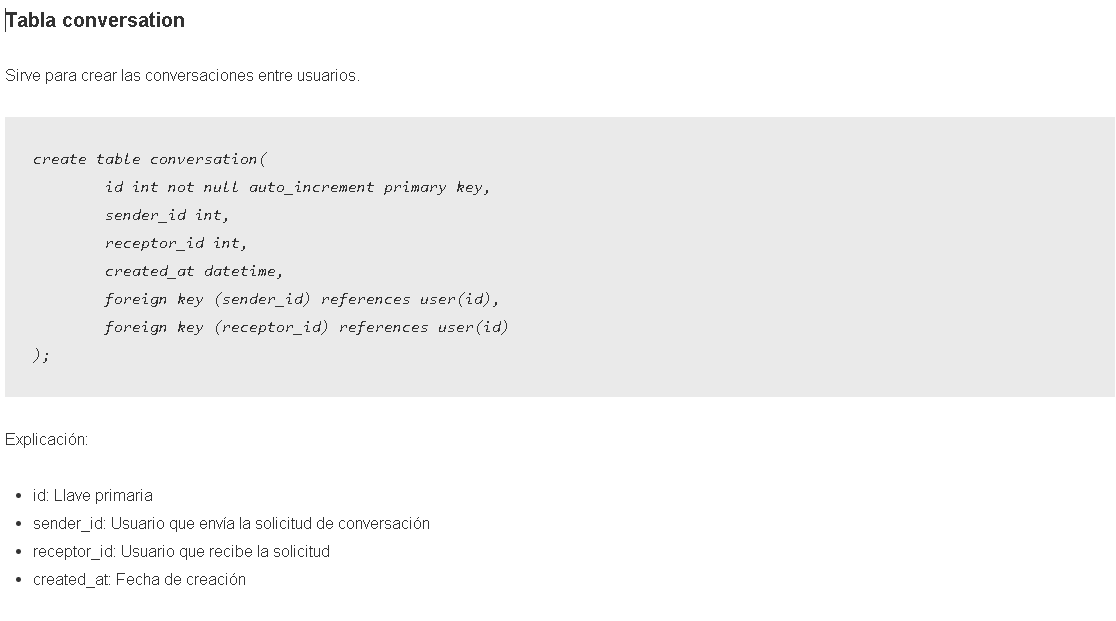 Tabla conversation
Sirve para crear las conversaciones entre usuarios.
create table conversation(
id int not null auto_increment primary key,
sender_id int,
receptor_id int,
created_at datetime,
foreign key (sender_id) references user(id),
foreign key (receptor_id) references user(id)
);
Explicación:
• id: Llave primaria
• sender_id: Usuario que envía la solicitud de conversación
• receptor_id: Usuario que recibe la solicitud
• created_at: Fecha de creación